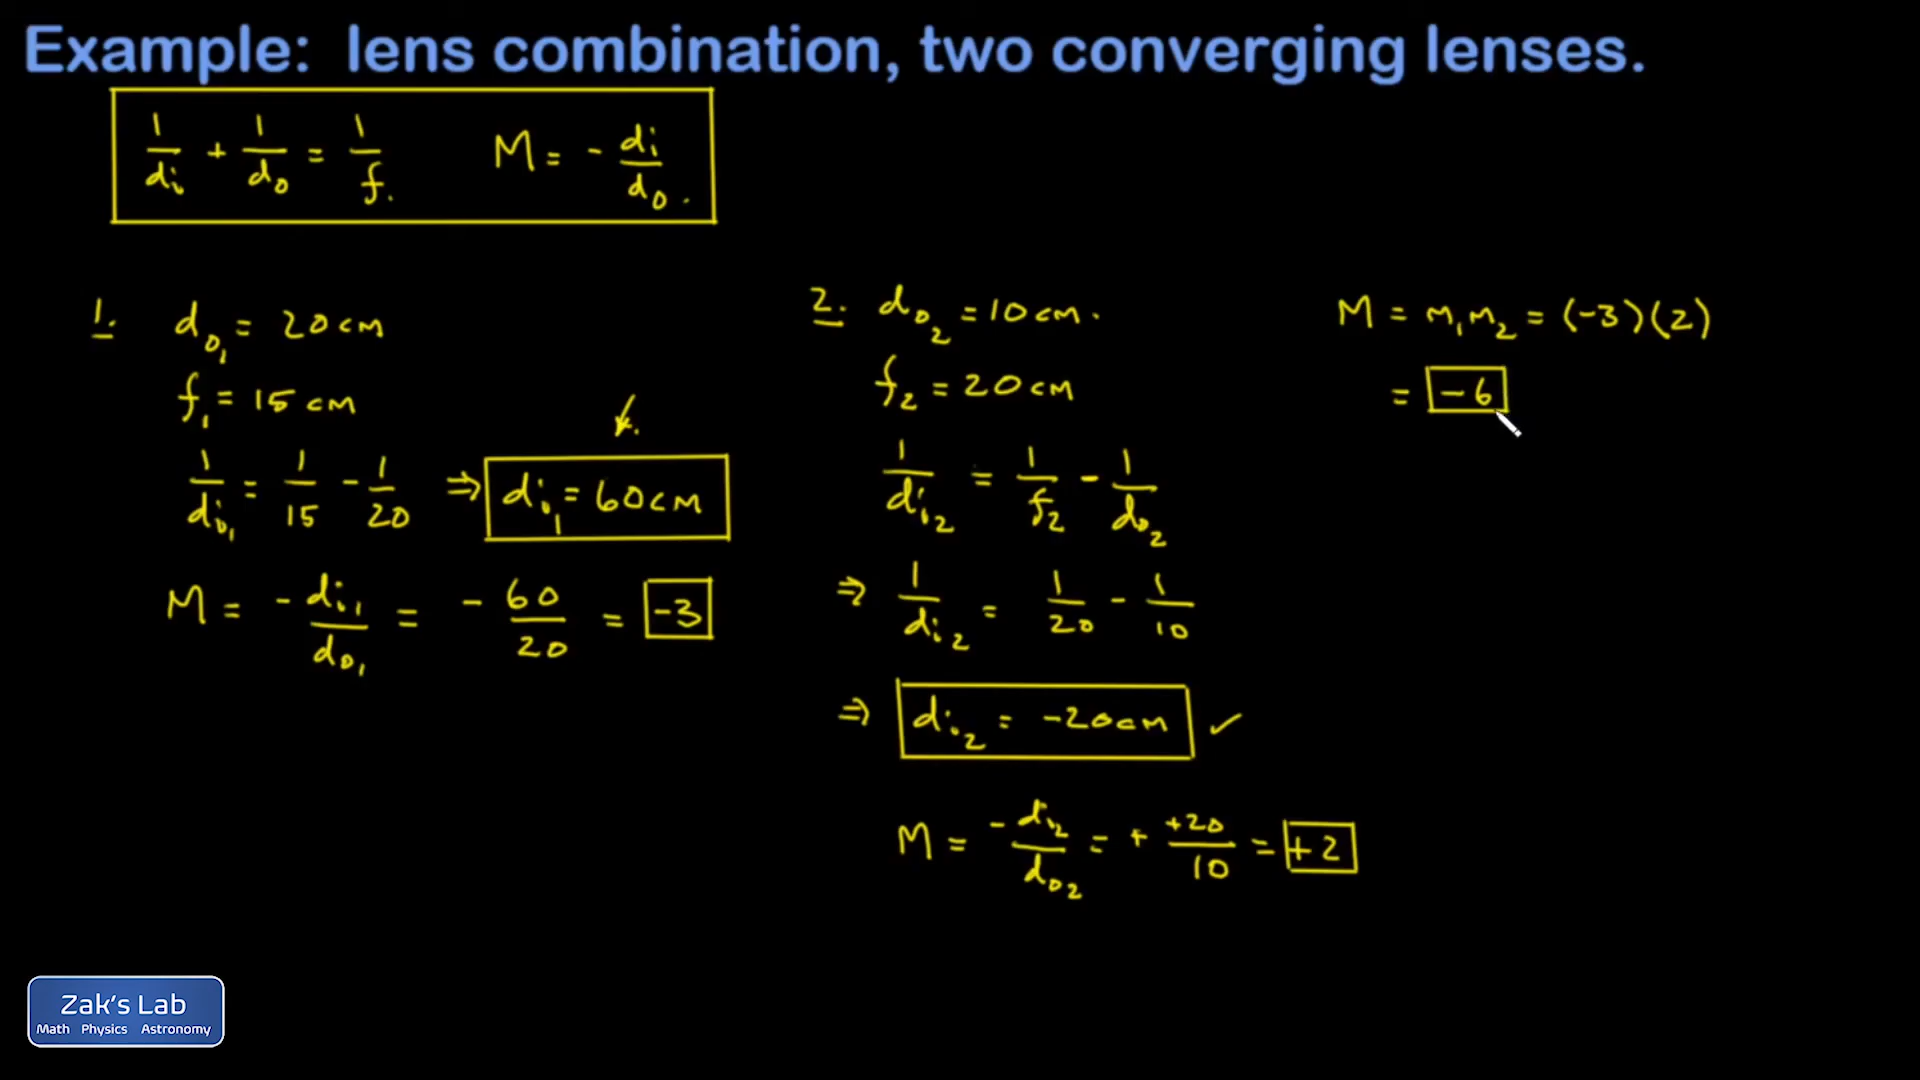 Example: lens combination, two converging lenses.
1/di + 1/do = 1/f. M = - di/do.
1. do₁ = 20cm
f₁ = 15cm
1/di₁ = 1/15 - 1/20 ⇒ di₁ = 60cm
M = - di₁/do₁ = - 60/20 = -3
2. do₂ = 10cm.
f₂ = 20cm
1/di₂ = 1/f₂ - 1/do₂
⇒ 1/di₂ = 1/20 - 1/10
⇒ di₂ = -20cm ✓
M = - di₂/do₂ = + +20/10 = +2
M = m₁m₂ = (-3)(2)
= -6
Zak's Lab
Math Physics Astronomy